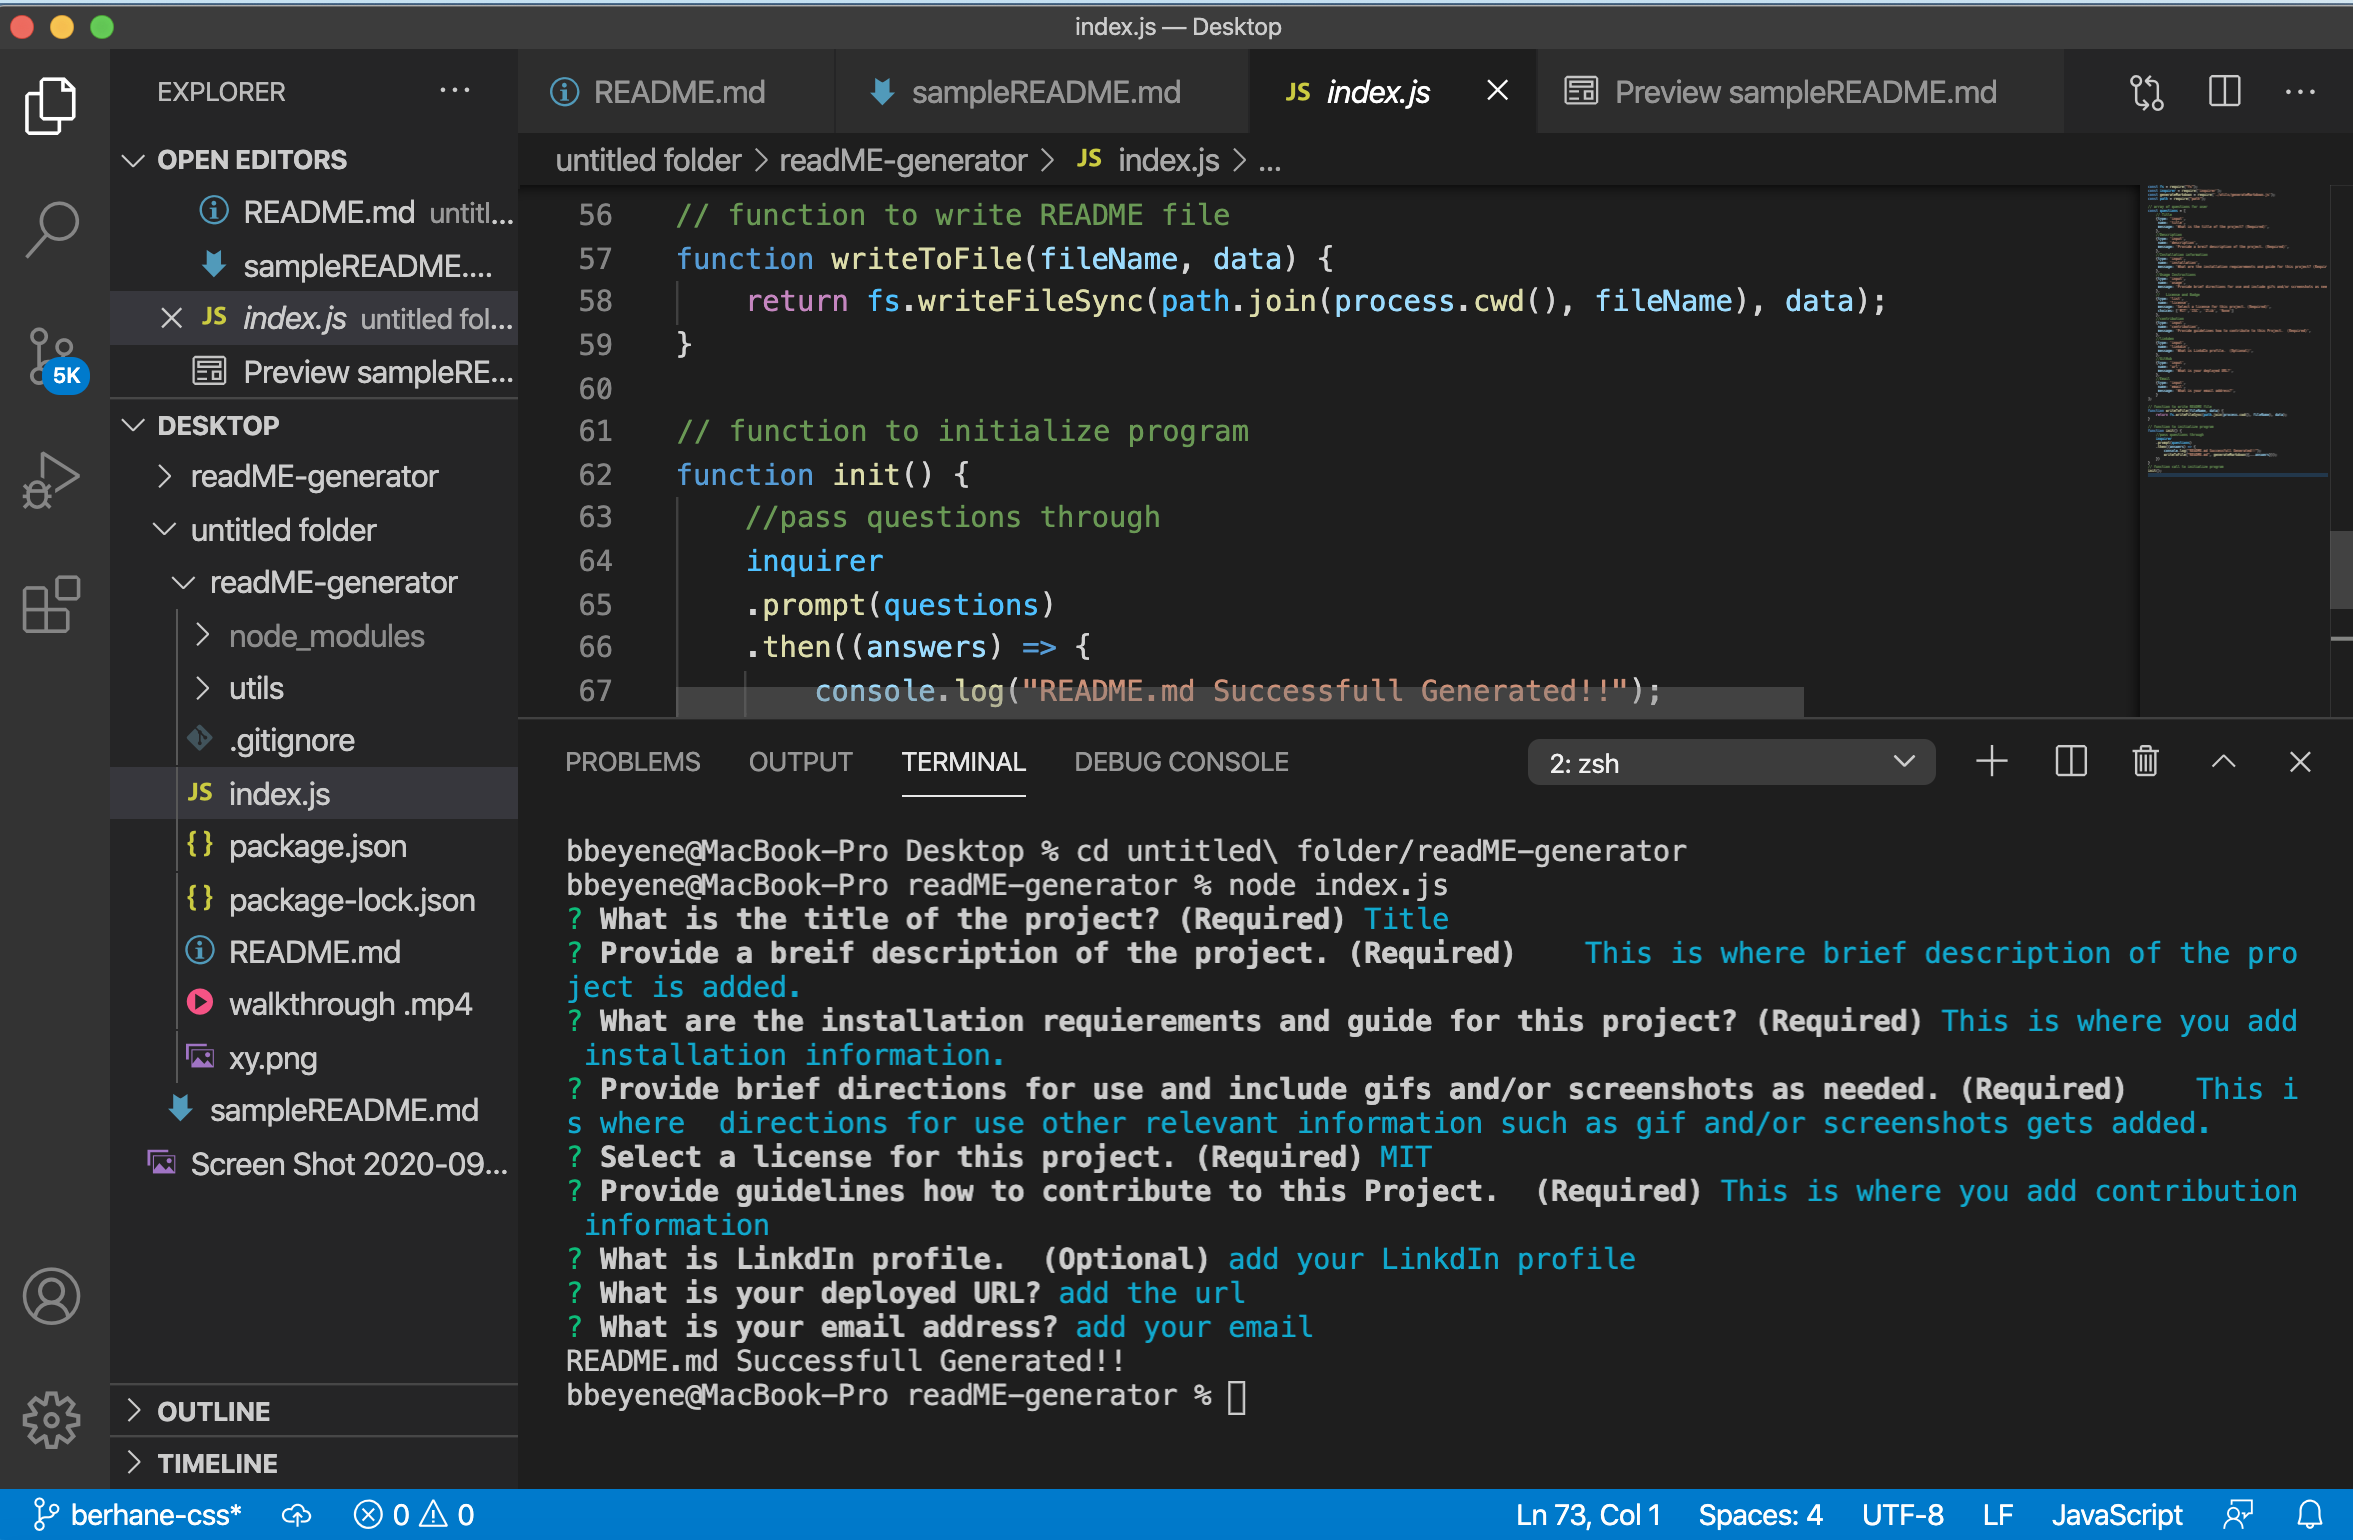 index.js — Desktop
EXPLORER
OPEN EDITORS
README.md untitl...
sampleREADME....
JS index.js untitled fol...
Preview sampleRE...
5K
DESKTOP
readME-generator
untitled folder
readME-generator
node_modules
utils
.gitignore
JS index.js
{} package.json
{} package-lock.json
README.md
walkthrough .mp4
xy.png
sampleREADME.md
Screen Shot 2020-09...
OUTLINE
TIMELINE
README.md sampleREADME.md JS index.js Preview sampleREADME.md
untitled folder > readME-generator > JS index.js > ...
56 // function to write README file
57 function writeToFile(fileName, data) {
58 return fs.writeFileSync(path.join(process.cwd(), fileName), data);
59 }
60
61 // function to initialize program
62 function init() {
63 //pass questions through
64 inquirer
65 .prompt(questions)
66 .then((answers) => {
67 console.log("README.md Successfull Generated!!");
PROBLEMS OUTPUT TERMINAL DEBUG CONSOLE 2: zsh
bbeyene@MacBook-Pro Desktop % cd untitled\ folder/readME-generator
bbeyene@MacBook-Pro readME-generator % node index.js
? What is the title of the project? (Required) Title
? Provide a breif description of the project. (Required) This is where brief description of the pro
ject is added.
? What are the installation requierements and guide for this project? (Required) This is where you add
installation information.
? Provide brief directions for use and include gifs and/or screenshots as needed. (Required) This i
s where directions for use other relevant information such as gif and/or screenshots gets added.
? Select a license for this project. (Required) MIT
? Provide guidelines how to contribute to this Project. (Required) This is where you add contribution
information
? What is LinkdIn profile. (Optional) add your LinkdIn profile
? What is your deployed URL? add the url
? What is your email address? add your email
README.md Successfull Generated!!
bbeyene@MacBook-Pro readME-generator %
berhane-css* 0 0 Ln 73, Col 1 Spaces: 4 UTF-8 LF JavaScript